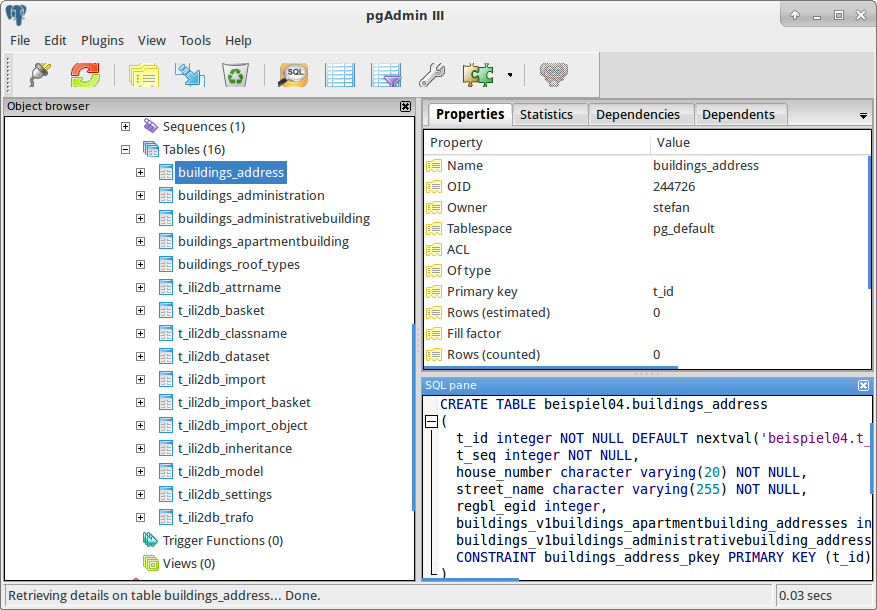 pgAdmin III
File Edit Plugins View Tools Help
SQL
Object browser
Sequences (1)
Tables (16)
buildings_address
buildings_administration
buildings_administrativebuilding
buildings_apartmentbuilding
buildings_roof_types
t_ili2db_attrname
t_ili2db_basket
t_ili2db_classname
t_ili2db_dataset
t_ili2db_import
t_ili2db_import_basket
t_ili2db_import_object
t_ili2db_inheritance
t_ili2db_model
t_ili2db_settings
t_ili2db_trafo
Trigger Functions (0)
Views (0)
Properties Statistics Dependencies Dependents
Property Value
Name buildings_address
OID 244726
Owner stefan
Tablespace pg_default
ACL
Of type
Primary key t_id
Rows (estimated) 0
Fill factor
Rows (counted) 0
SQL pane
CREATE TABLE beispiel04.buildings_address
(
t_id integer NOT NULL DEFAULT nextval('beispiel04.t_
t_seq integer NOT NULL,
house_number character varying(20) NOT NULL,
street_name character varying(255) NOT NULL,
regbl_egid integer,
buildings_v1buildings_apartmentbuilding_addresses in
buildings_v1buildings_administrativebuilding_address
CONSTRAINT buildings_address_pkey PRIMARY KEY (t_id)
)
Retrieving details on table buildings_address... Done.
0.03 secs